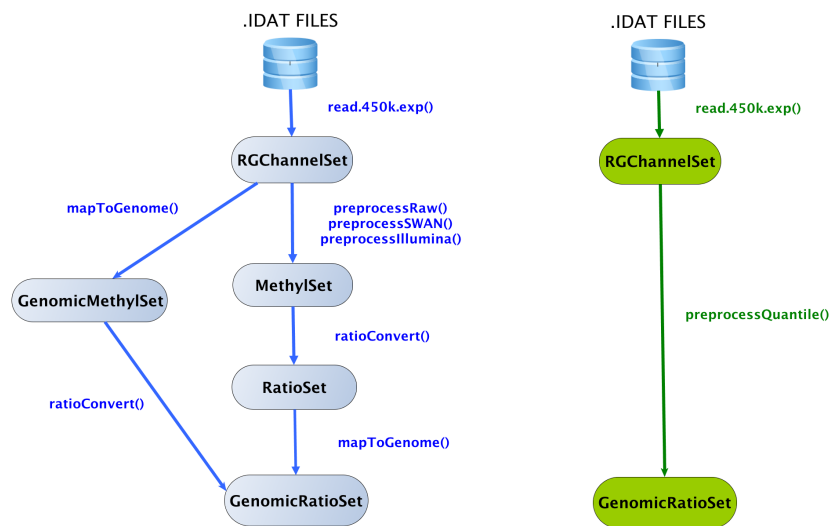 .IDAT FILES
read.450k.exp()
RGChannelSet
mapToGenome()
preprocessRaw()
preprocessSWAN()
preprocessIllumina()
GenomicMethylSet
MethylSet
ratioConvert()
ratioConvert()
RatioSet
mapToGenome()
GenomicRatioSet
.IDAT FILES
read.450k.exp()
RGChannelSet
preprocessQuantile()
GenomicRatioSet